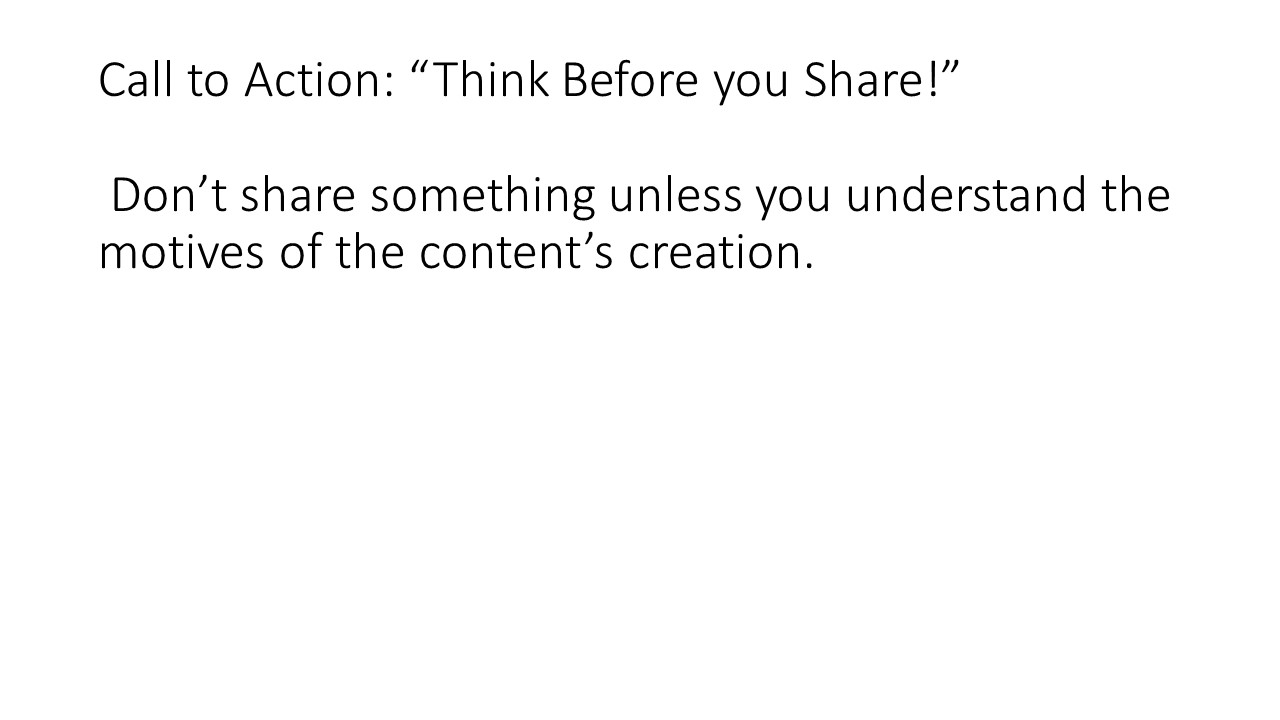 Call to Action: “Think Before you Share!”
Don’t share something unless you understand the
motives of the content’s creation.